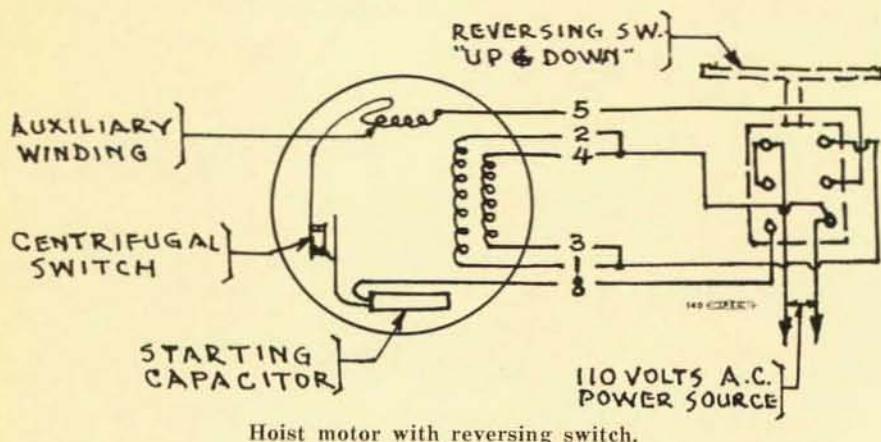 REVERSING SW.
"UP & DOWN"
AUXILIARY
WINDING
5
2
4
CENTRIFUGAL
SWITCH
3
1
8
STARTING
CAPACITOR
110 VOLTS A.C.
POWER SOURCE
Hoist motor with reversing switch.